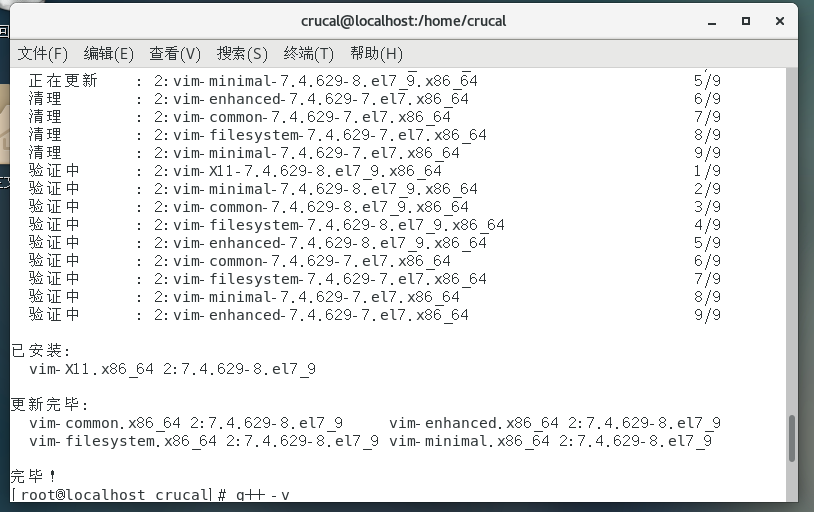 crucal@localhost:/home/crucal
文件(F) 编辑(E) 查看(V) 搜索(S) 终端(T) 帮助(H)
正在更新 : 2:vim-minimal-7.4.629-8.el7_9.x86_64 5/9
清理 : 2:vim-enhanced-7.4.629-7.el7.x86_64 6/9
清理 : 2:vim-common-7.4.629-7.el7.x86_64 7/9
清理 : 2:vim-filesystem-7.4.629-7.el7.x86_64 8/9
清理 : 2:vim-minimal-7.4.629-7.el7.x86_64 9/9
验证中 : 2:vim-X11-7.4.629-8.el7_9.x86_64 1/9
验证中 : 2:vim-minimal-7.4.629-8.el7_9.x86_64 2/9
验证中 : 2:vim-common-7.4.629-8.el7_9.x86_64 3/9
验证中 : 2:vim-filesystem-7.4.629-8.el7_9.x86_64 4/9
验证中 : 2:vim-enhanced-7.4.629-8.el7_9.x86_64 5/9
验证中 : 2:vim-common-7.4.629-7.el7.x86_64 6/9
验证中 : 2:vim-filesystem-7.4.629-7.el7.x86_64 7/9
验证中 : 2:vim-minimal-7.4.629-7.el7.x86_64 8/9
验证中 : 2:vim-enhanced-7.4.629-7.el7.x86_64 9/9
已安装:
vim-X11.x86_64 2:7.4.629-8.el7_9
更新完毕:
vim-common.x86_64 2:7.4.629-8.el7_9 vim-enhanced.x86_64 2:7.4.629-8.el7_9
vim-filesystem.x86_64 2:7.4.629-8.el7_9 vim-minimal.x86_64 2:7.4.629-8.el7_9
完毕！
[root@localhost crucal]# g++ -v